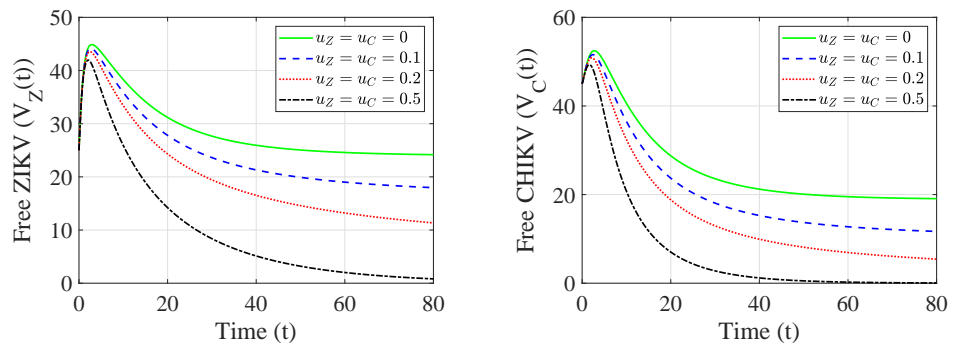 50
40
30
20
10
0
Free ZIKV (V_Z(t))
u_Z = u_C = 0
u_Z = u_C = 0.1
u_Z = u_C = 0.2
u_Z = u_C = 0.5
0 20 40 60 80
Time (t)
60
40
20
0
Free CHIKV (V_C(t))
u_Z = u_C = 0
u_Z = u_C = 0.1
u_Z = u_C = 0.2
u_Z = u_C = 0.5
0 20 40 60 80
Time (t)